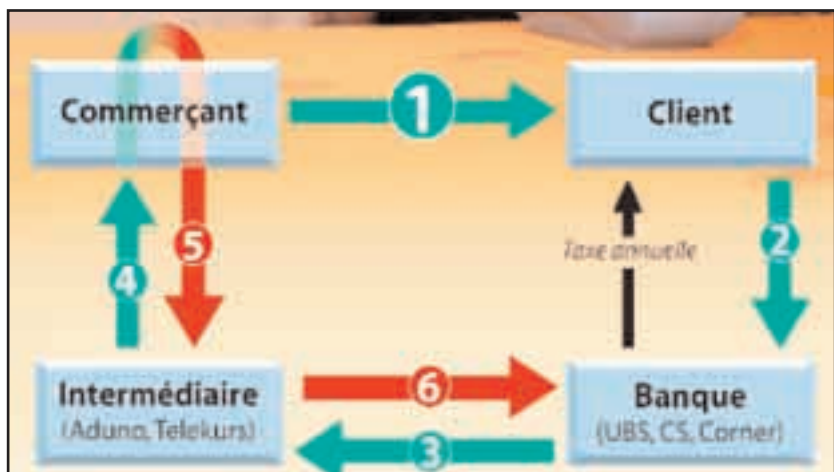 Commerçant
1
Client
5
2
Taxe annuelle
4
Intermédiaire
(Aduno, Telekurs)
6
Banque
(UBS, CS, Corner)
3